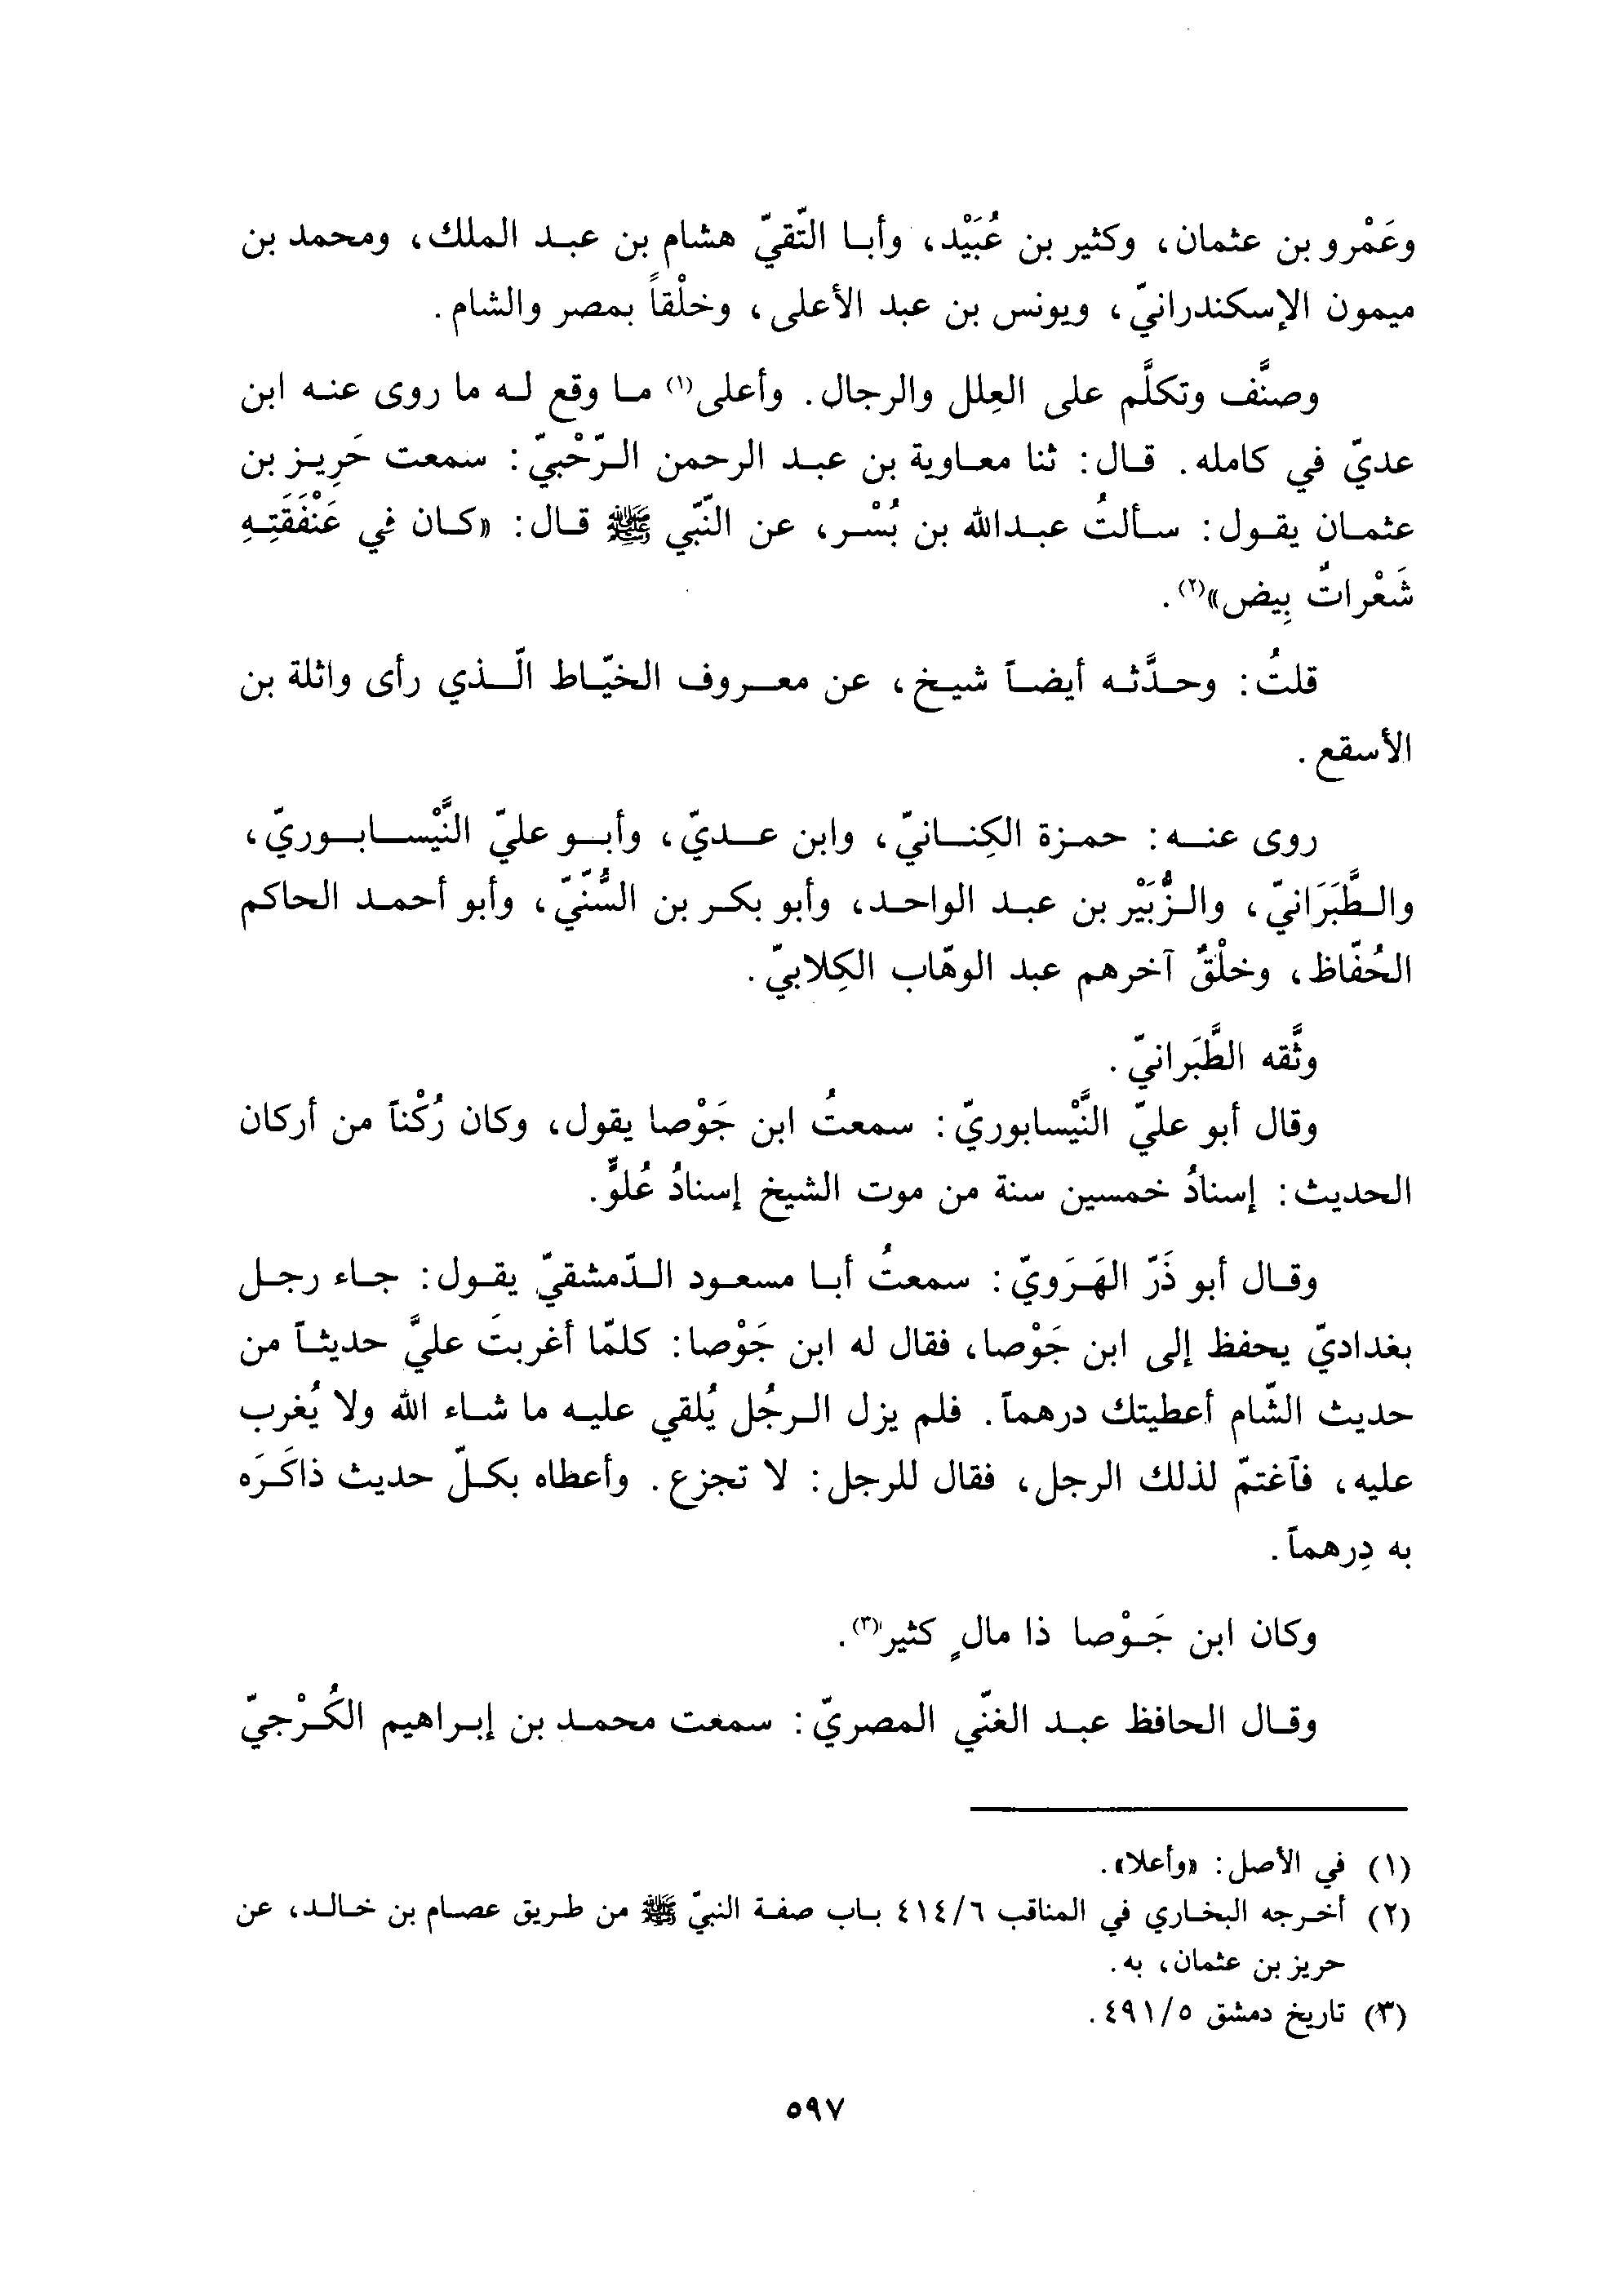 وعَمْرو بن عثمان، وكثير بن عُبَيْد، وأبا التّقيّ هشام بن عبد الملك، ومحمد بن
ميمون الإسكندرانيّ، ويونس بن عبد الأعلى، وخلْقاً بمصر والشام.
وصنَّف وتكلَّم على العِلل والرجال. وأعلى(١) ما وقع له ما روى عنه ابن
عديّ في كامله. قال: ثنا معاوية بن عبد الرحمن الرّحْبيّ: سمعت حَرِيز بن
عثمان يقول: سألتُ عبدالله بن بُسْر، عن النّبّي ﷺ قال: «كان في عَنْفَقَتِهِ
شَعْراتٌ بِيض»(٢).
قلتُ: وحدَّثه أيضاً شيخ، عن معروف الخيّاط الّذي رأى واثلة بن
الأسقع.
روى عنه: حمزة الكِنانيّ، وابن عديّ، وأبو عليّ النَّيْسابوريّ،
والطَّبَرَانيّ، والزُّبَيْر بن عبد الواحد، وأبو بكر بن السُّنّيّ، وأبو أحمد الحاكم
الحُفّاظ، وخلْقٌ آخرهم عبد الوهّاب الكِلابيّ.
وثَّقه الطَّبَرانيّ.
وقال أبو عليّ النَّيْسابوريّ: سمعتُ ابن جَوْصا يقول، وكان رُكْناً من أركان
الحديث: إسنادُ خمسين سنة من موت الشيخ إسنادُ عُلوٍّ.
وقال أبو ذَرّ الهَرَويّ: سمعتُ أبا مسعود الدّمشقيّ يقول: جاء رجل
بغداديّ يحفظ إلى ابن جَوْصا، فقال له ابن جَوْصا: كلمّا أغربتَ عليَّ حديثاً من
حديث الشّام أعطيتك درهماً. فلم يزل الرجُل يُلقي عليه ما شاء الله ولا يُغرب
عليه، فآغتمّ لذلك الرجل، فقال للرجل: لا تجزع. وأعطاه بكلّ حديث ذاكَرَه
به دِرهماً.
وكان ابن جَوْصا ذا مالٍ كثير(٣).
وقال الحافظ عبد الغنّي المصريّ: سمعت محمد بن إبراهيم الكُرْجيّ
(١) في الأصل: «وأعلا».
(٢) أخرجه البخاري في المناقب ٤١٤/٦ باب صفة النبيّ ﷺ من طريق عصام بن خالد، عن
حريز بن عثمان، به.
(٣) تاريخ دمشق ٤٩١/٥.
٥٩٧